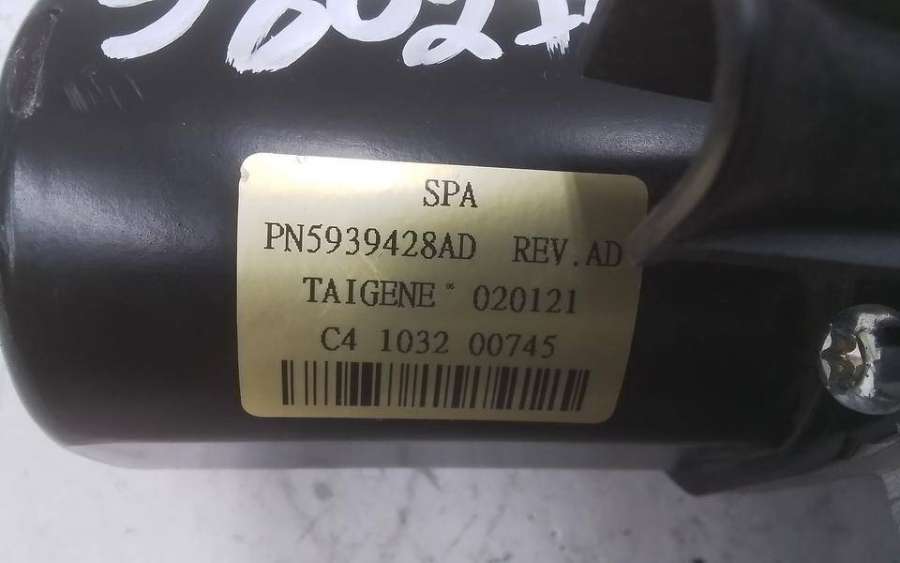 SPA
PN5939428AD REV.AD
TAIGENE* 020121
C4 1032 00745